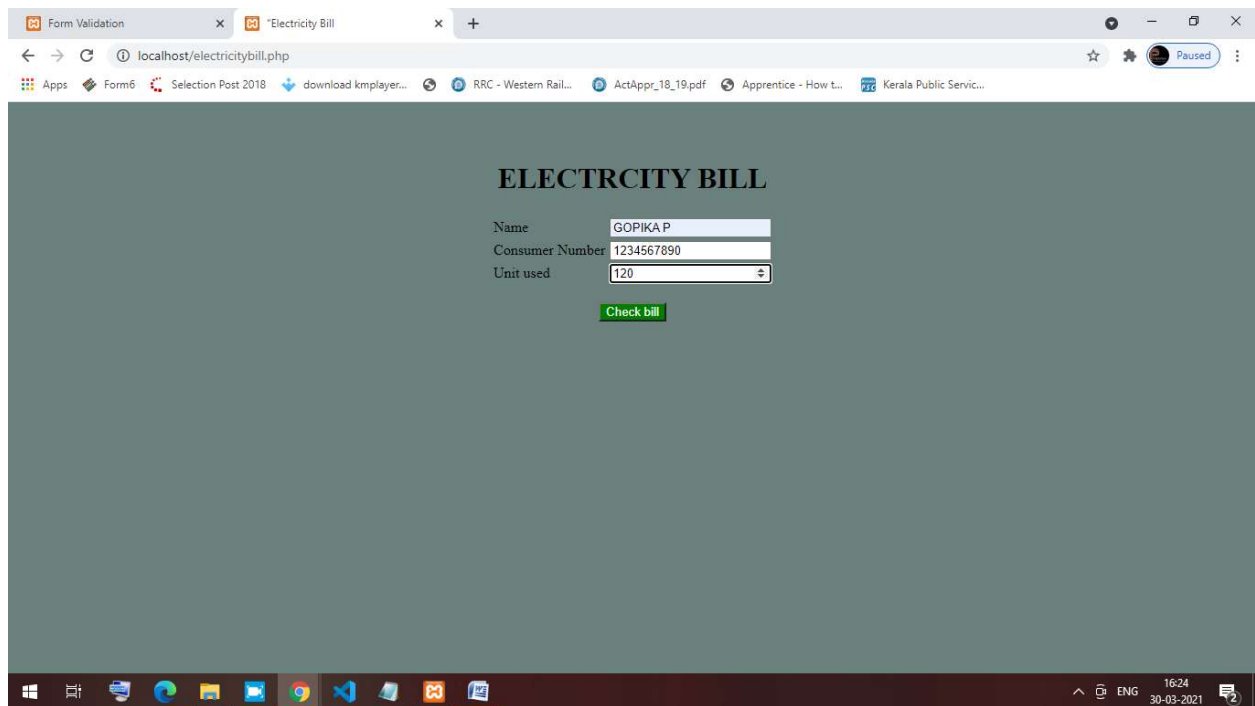 Form Validation
"Electricity Bill
localhost/electricitybill.php
Paused
Apps Form6 Selection Post 2018 download kmplayer... RRC - Western Rail... ActAppr_18_19.pdf Apprentice - How t... Kerala Public Servic...
ELECTRCITY BILL
Name GOPIKA P
Consumer Number 1234567890
Unit used 120
Check bill
ENG
16:24
30-03-2021
2